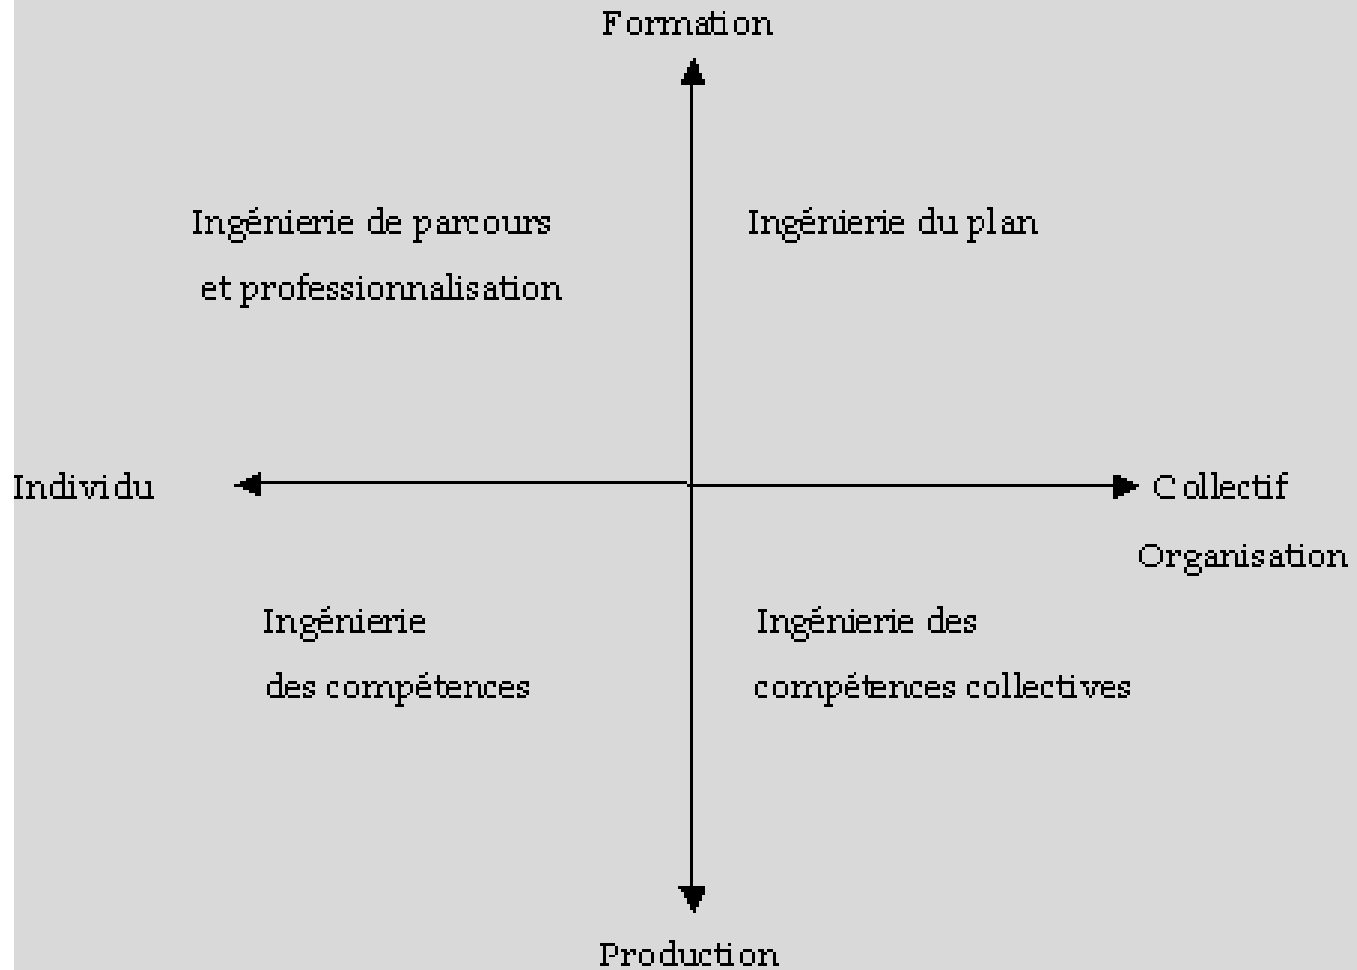 Formation
Ingénierie de parcours
et professionnalisation
Ingénierie du plan
Individu
Collectif
Organisation
Ingénierie
des compétences
Ingénierie des
compétences collectives
Production